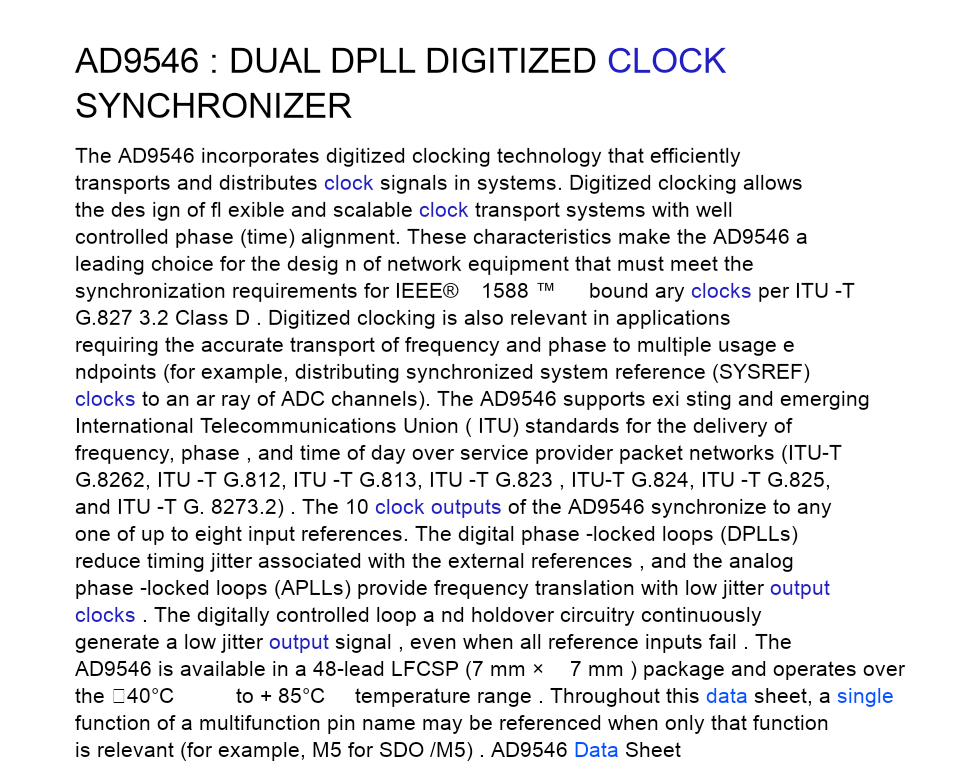 AD9546 : DUAL DPLL DIGITIZED CLOCK
SYNCHRONIZER
The AD9546 incorporates digitized clocking technology that efficiently
transports and distributes clock signals in systems. Digitized clocking allows
the des ign of fl exible and scalable clock transport systems with well
controlled phase (time) alignment. These characteristics make the AD9546 a
leading choice for the desig n of network equipment that must meet the
synchronization requirements for IEEE® 1588 ™ bound ary clocks per ITU -T
G.827 3.2 Class D . Digitized clocking is also relevant in applications
requiring the accurate transport of frequency and phase to multiple usage e
ndpoints (for example, distributing synchronized system reference (SYSREF)
clocks to an ar ray of ADC channels). The AD9546 supports exi sting and emerging
International Telecommunications Union ( ITU) standards for the delivery of
frequency, phase , and time of day over service provider packet networks (ITU-T
G.8262, ITU -T G.812, ITU -T G.813, ITU -T G.823 , ITU-T G.824, ITU -T G.825,
and ITU -T G. 8273.2) . The 10 clock outputs of the AD9546 synchronize to any
one of up to eight input references. The digital phase -locked loops (DPLLs)
reduce timing jitter associated with the external references , and the analog
phase -locked loops (APLLs) provide frequency translation with low jitter output
clocks . The digitally controlled loop a nd holdover circuitry continuously
generate a low jitter output signal , even when all reference inputs fail . The
AD9546 is available in a 48-lead LFCSP (7 mm × 7 mm ) package and operates over
the □40°C to + 85°C temperature range . Throughout this data sheet, a single
function of a multifunction pin name may be referenced when only that function
is relevant (for example, M5 for SDO /M5) . AD9546 Data Sheet